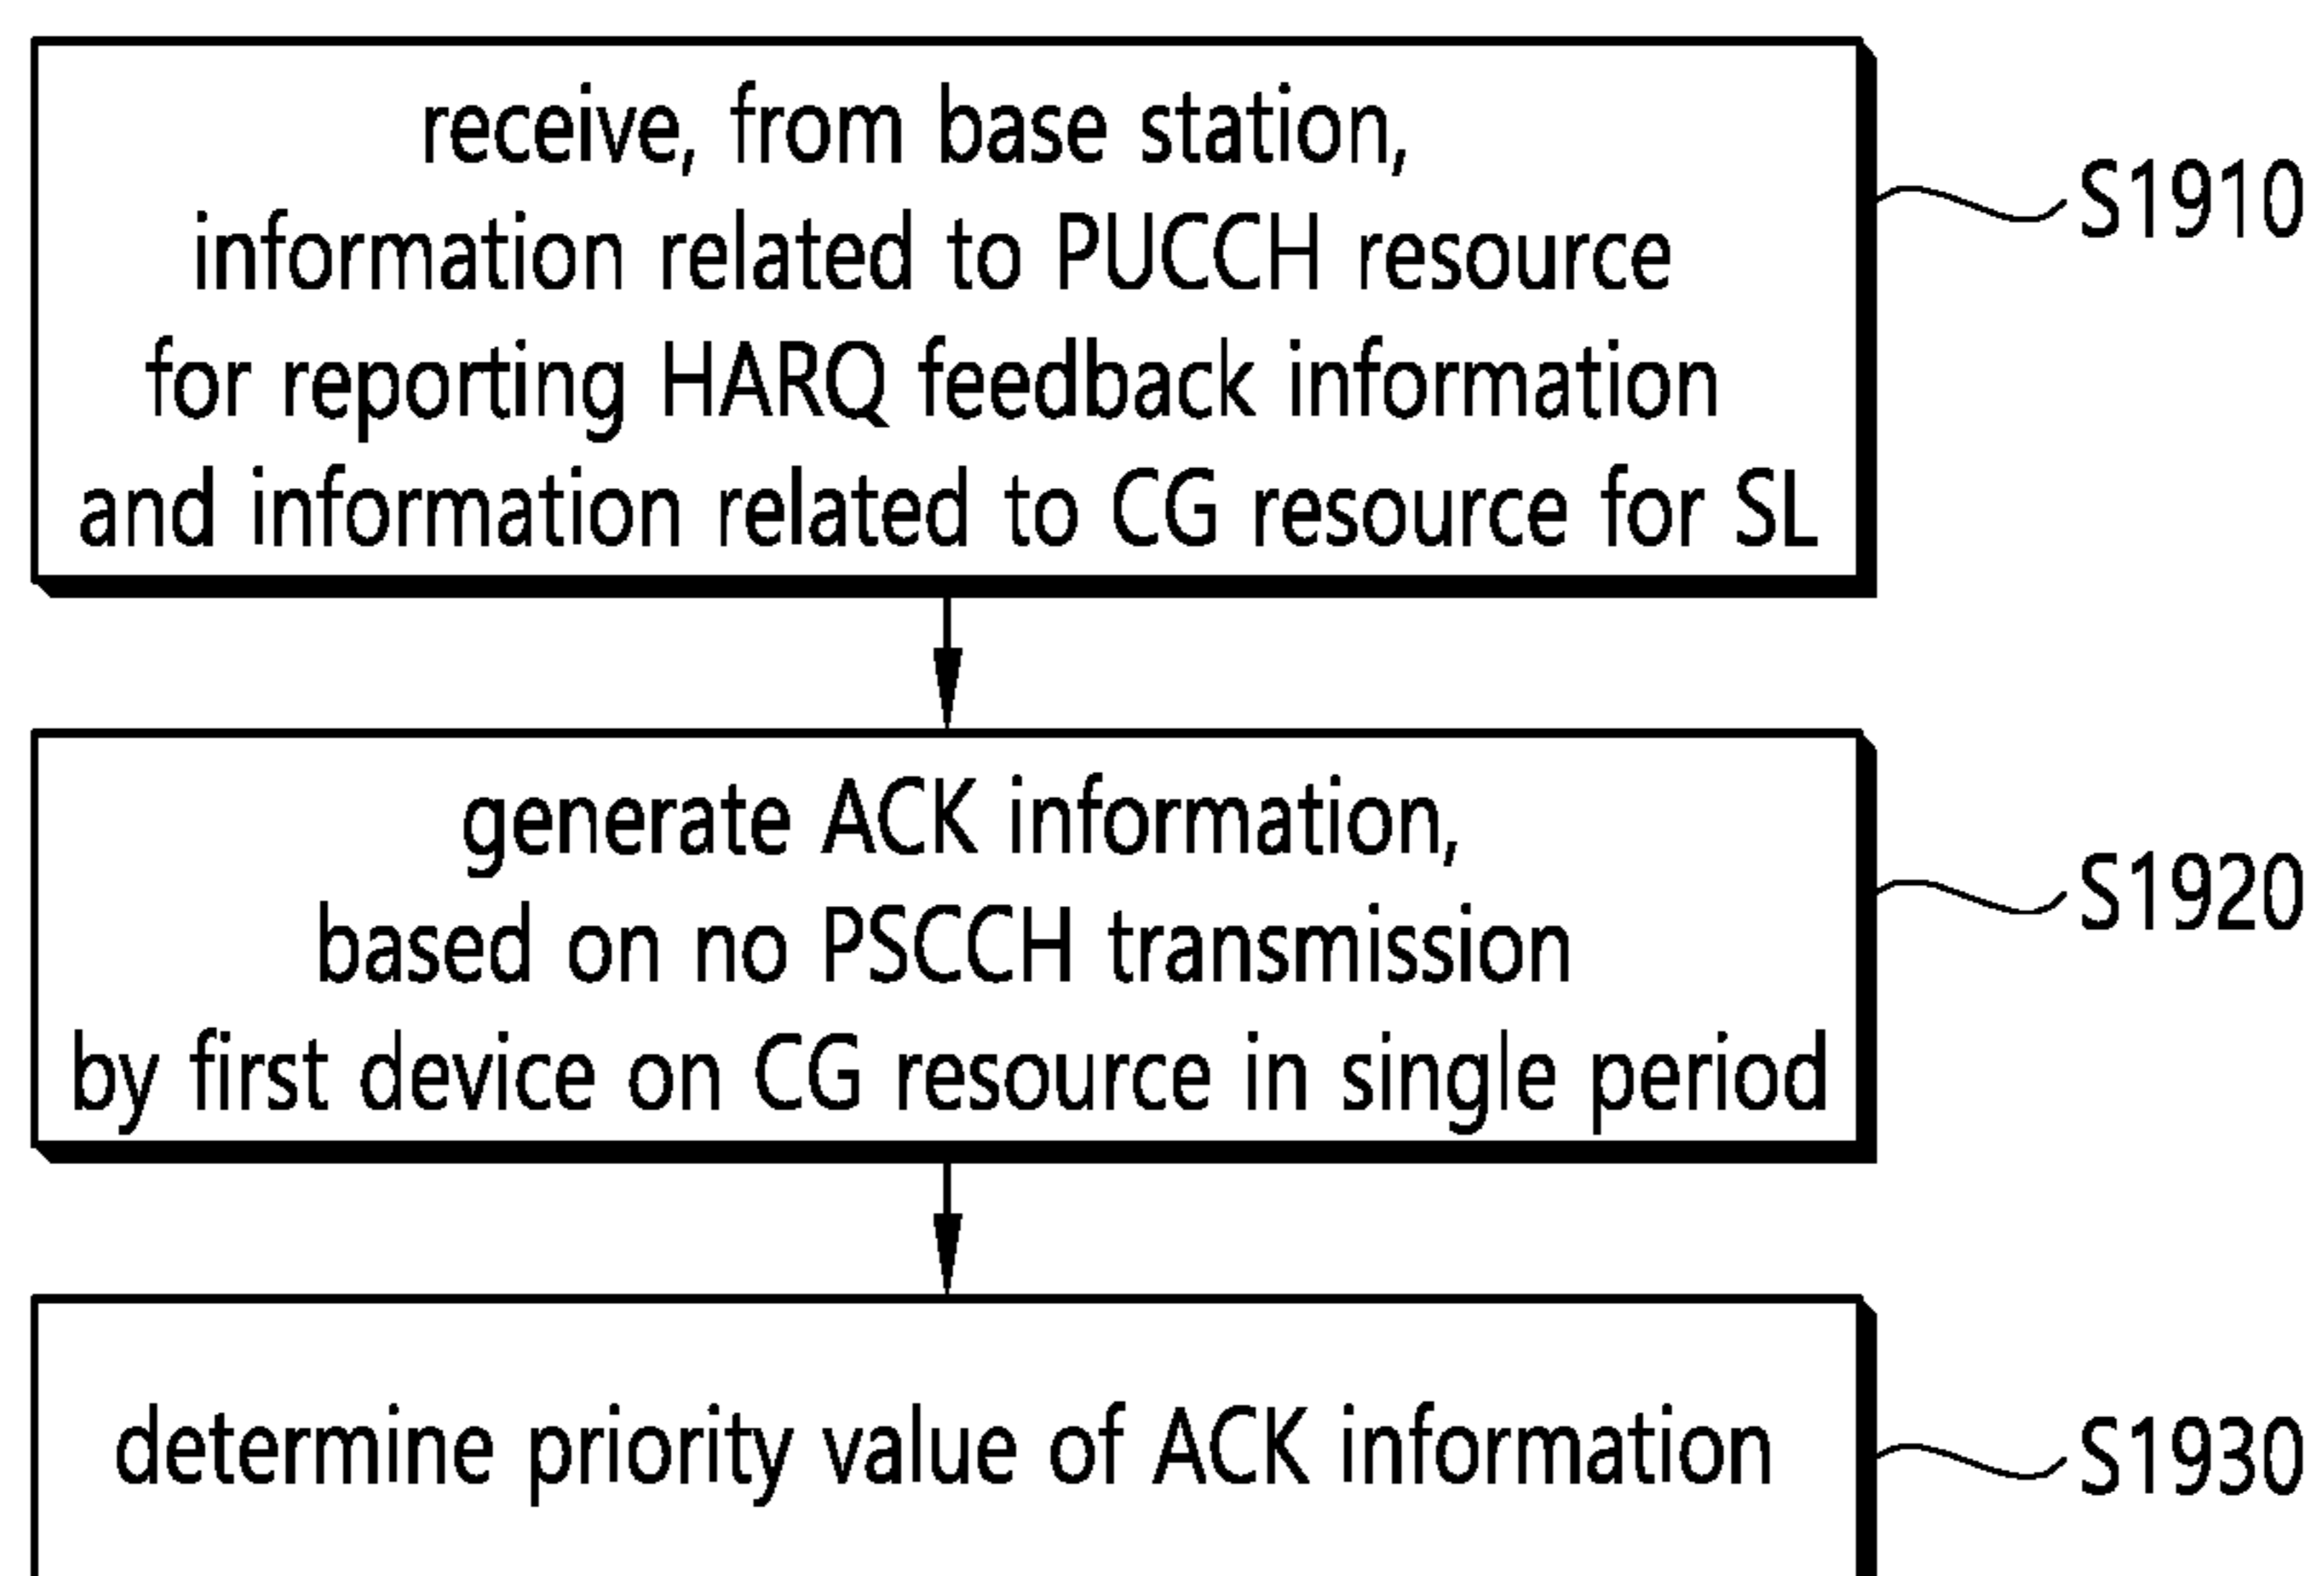 receive, from base station,
information related to PUCCH resource
for reporting HARQ feedback information
and information related to CG resource for SL
S1910
generate ACK information,
based on no PSCCH transmission
by first device on CG resource in single period
S1920
determine priority value of ACK information
S1930